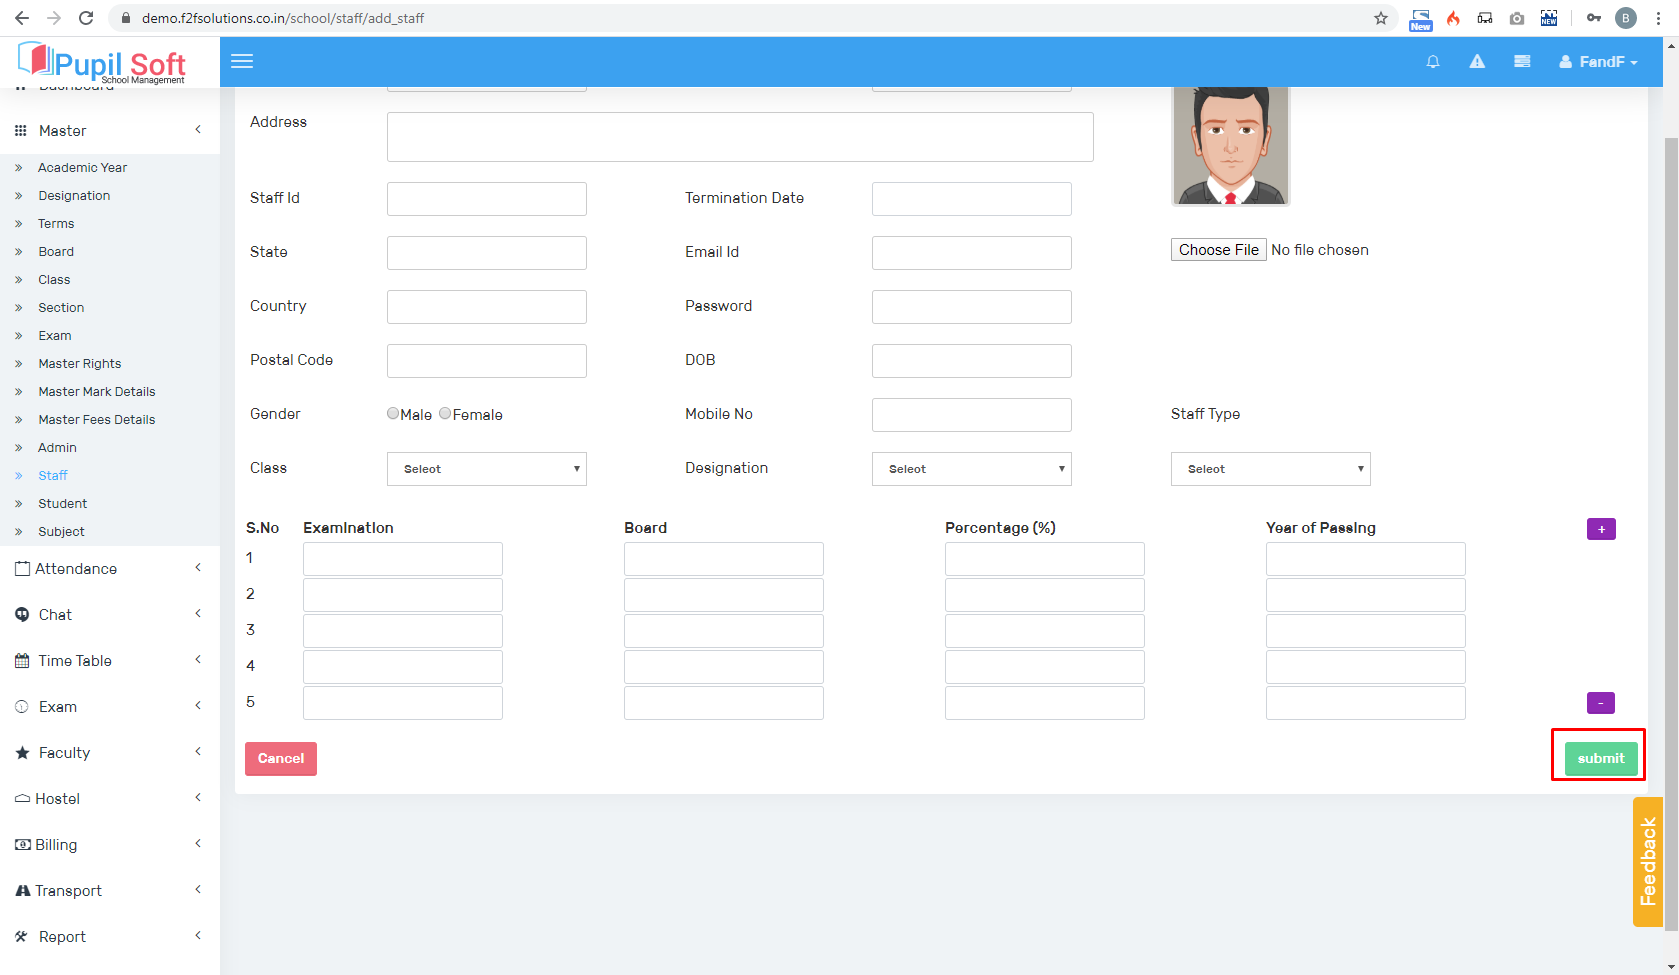 demo.f2fsolutions.co.in/school/staff/add_staff
New
NEW
B
Pupil Soft
School Management
FandF
Dashboard
Master
Academic Year
Designation
Terms
Board
Class
Section
Exam
Master Rights
Master Mark Details
Master Fees Details
Admin
Staff
Student
Subject
Attendance
Chat
Time Table
Exam
Faculty
Hostel
Billing
Transport
Report
Address
Staff Id
Termination Date
State
Email Id
Choose File No file chosen
Country
Password
Postal Code
DOB
Gender
Male Female
Mobile No
Staff Type
Class
Select
Designation
Select
Select
S.No Examination Board Percentage (%) Year of Passing +
1
2
3
4
5 -
Cancel
submit
Feedback